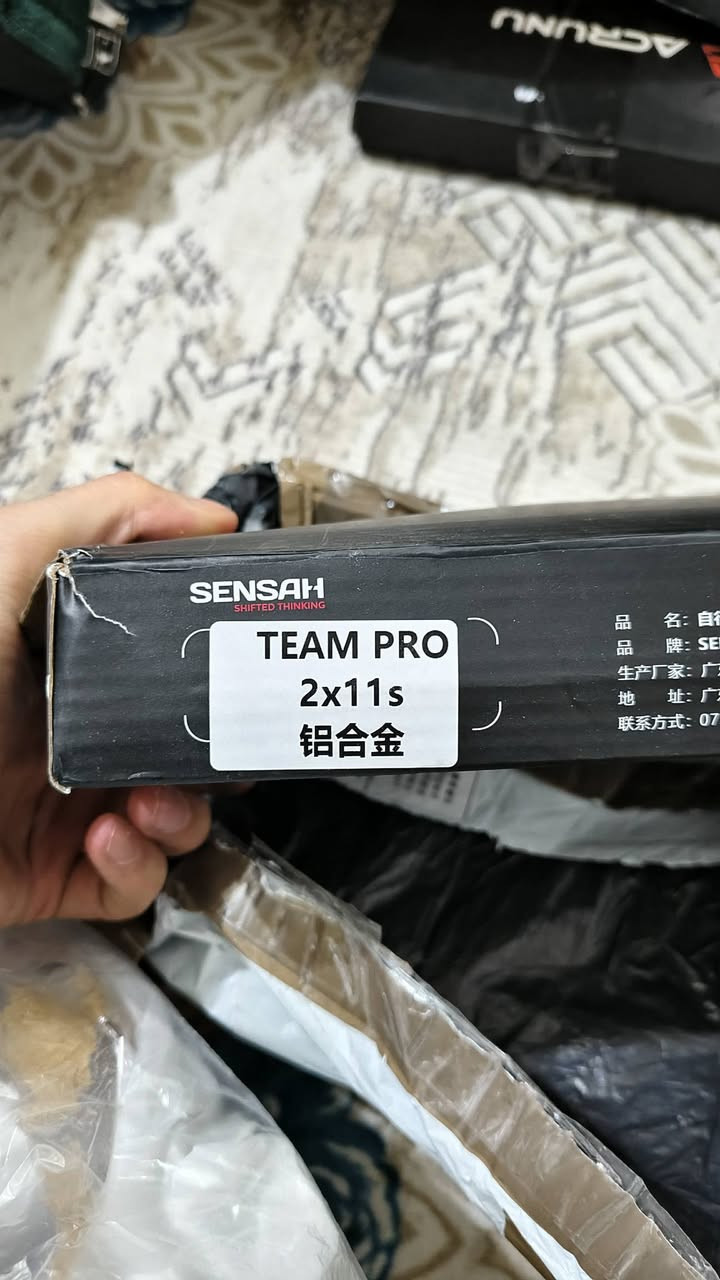 ACRUNU
SENSAH
SHIFTED THINKING
TEAM PRO
2x11s
铝合金
品 名：自
品 牌：SE
生产厂家：广
地 址：广
联系方式：07